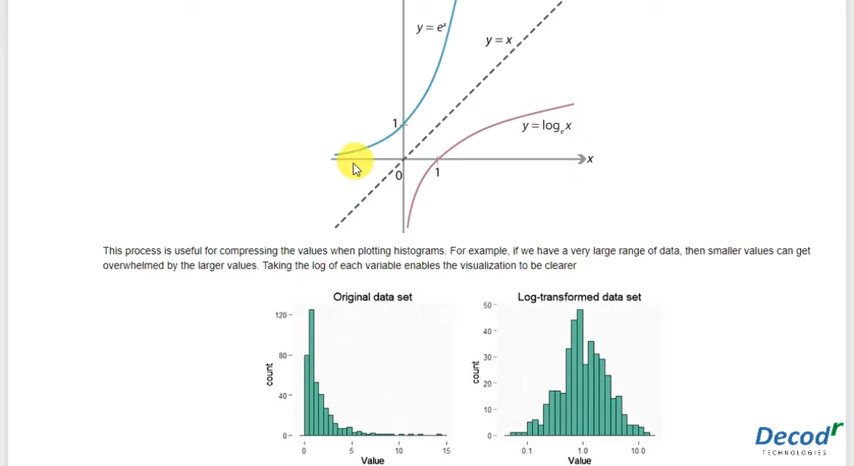 y = eˣ
y = x
1
y = logₑx
x
0
1
This process is useful for compressing the values when plotting histograms. For example, if we have a very large range of data, then smaller values can get
overwhelmed by the larger values. Taking the log of each variable enables the visualization to be clearer
Original data set
120
80
40
0
count
0 5 10 15
Value
Log-transformed data set
50
40
30
20
10
0
count
0.1 1.0 10.0
Value
Decodr
TECHNOLOGIES